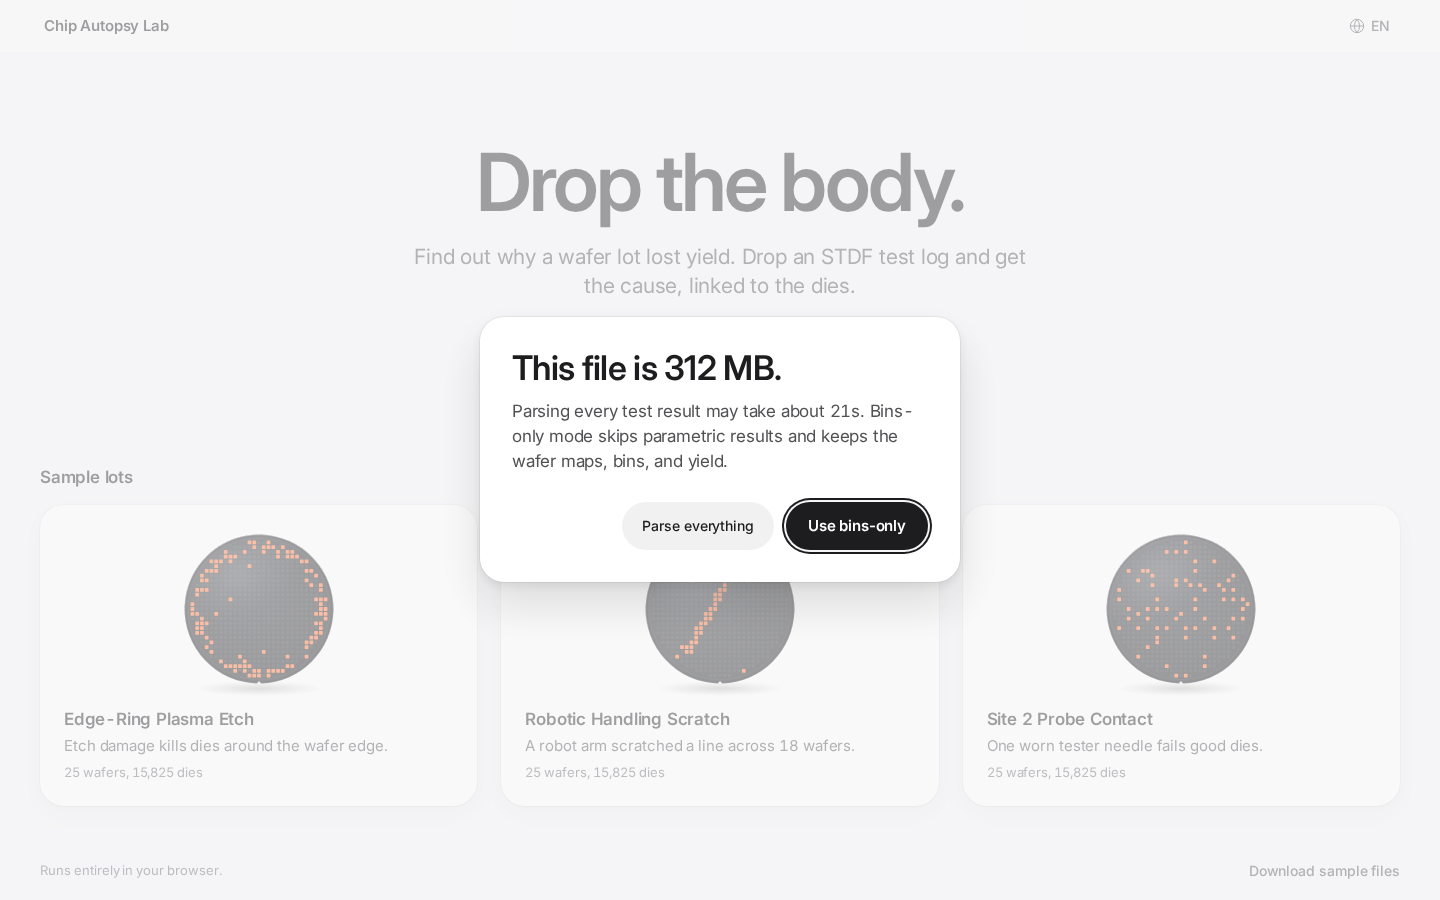 Chip Autopsy Lab
EN
Drop the body.
Find out why a wafer lot lost yield. Drop an STDF test log and get
the cause, linked to the dies.
This file is 312 MB.
Parsing every test result may take about 21s. Bins-
only mode skips parametric results and keeps the
wafer maps, bins, and yield.
Parse everything
Use bins-only
Sample lots
Edge-Ring Plasma Etch
Etch damage kills dies around the wafer edge.
25 wafers, 15,825 dies
Robotic Handling Scratch
A robot arm scratched a line across 18 wafers.
25 wafers, 15,825 dies
Site 2 Probe Contact
One worn tester needle fails good dies.
25 wafers, 15,825 dies
Runs entirely in your browser.
Download sample files